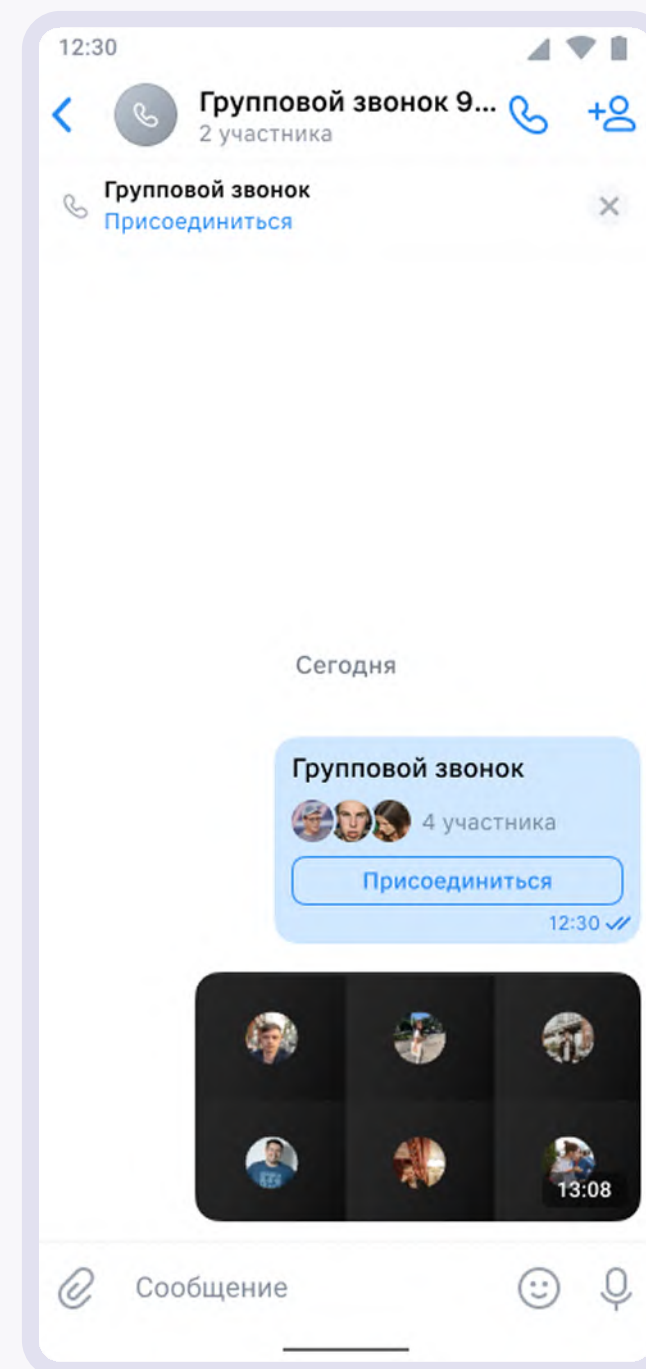 12:30
Групповой звонок 9...
2 участника
Групповой звонок
Присоединиться
Сегодня
Групповой звонок
4 участника
Присоединиться
12:30
13:08
Сообщение